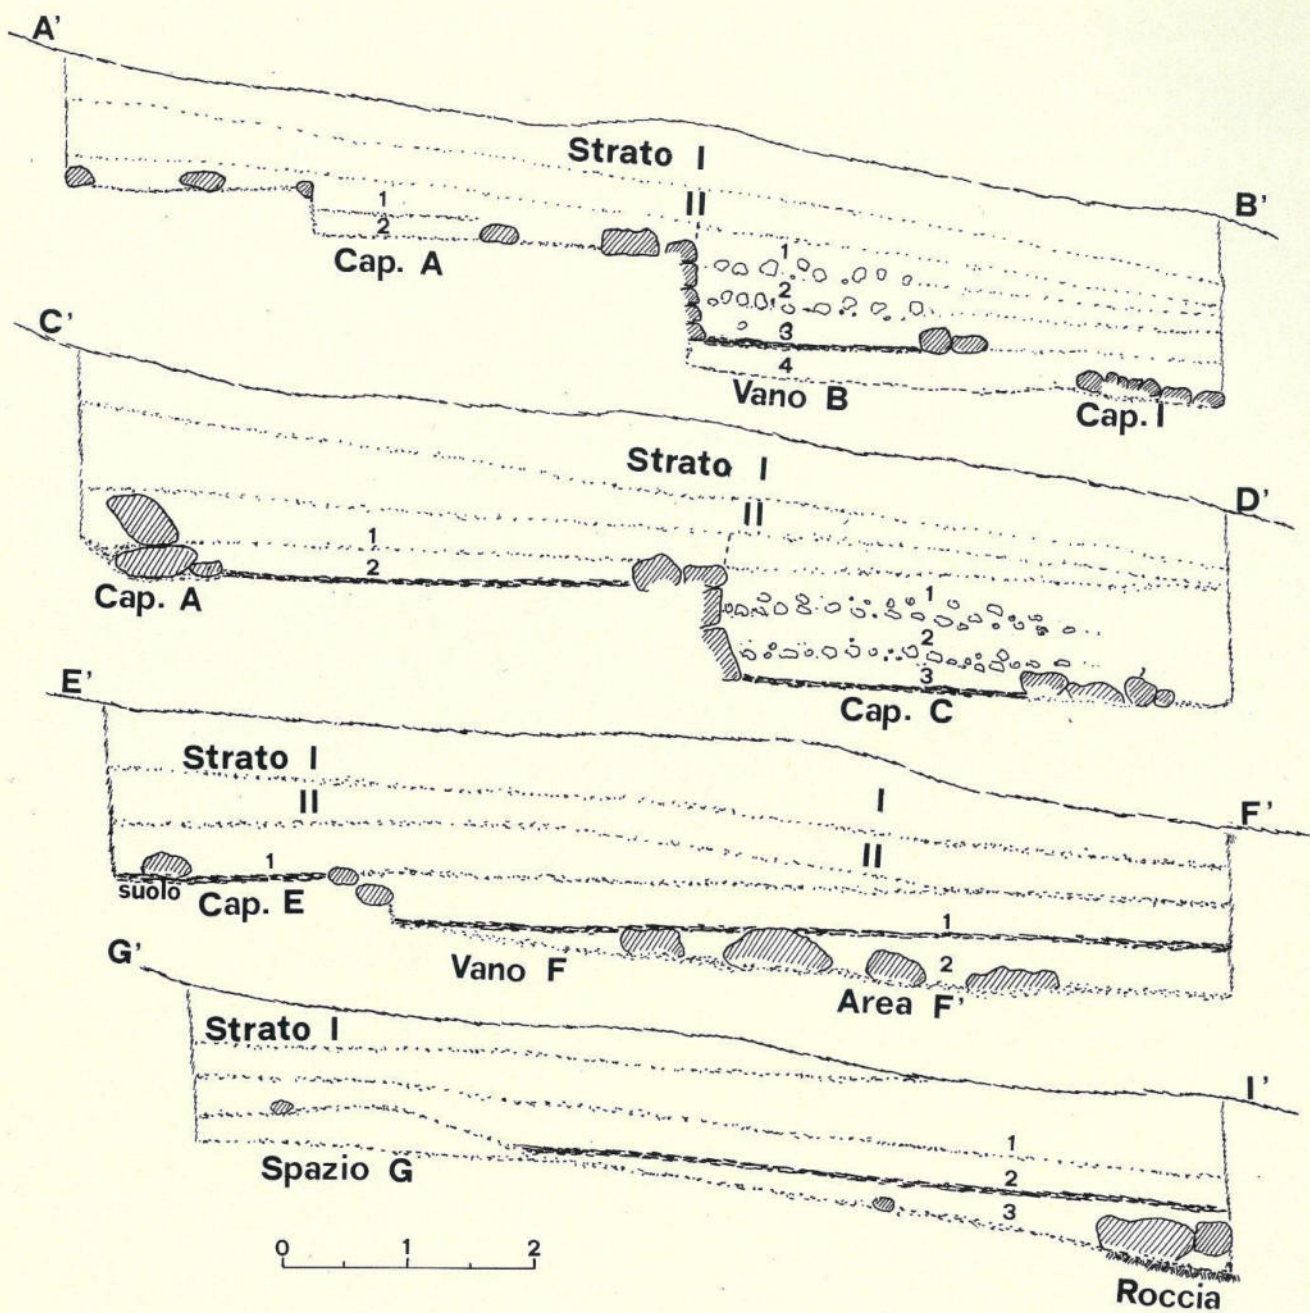 A'
Strato I
II
B'
1
2
Cap. A
1
2
3
4
Vano B
Cap. I
C'
Strato I
II
D'
1
2
Cap. A
1
2
3
Cap. C
E'
Strato I
II
I
II
F'
1
suolo
Cap. E
1
2
Vano F
Area F'
G'
Strato I
I'
1
2
3
Spazio G
0 1 2
Roccia